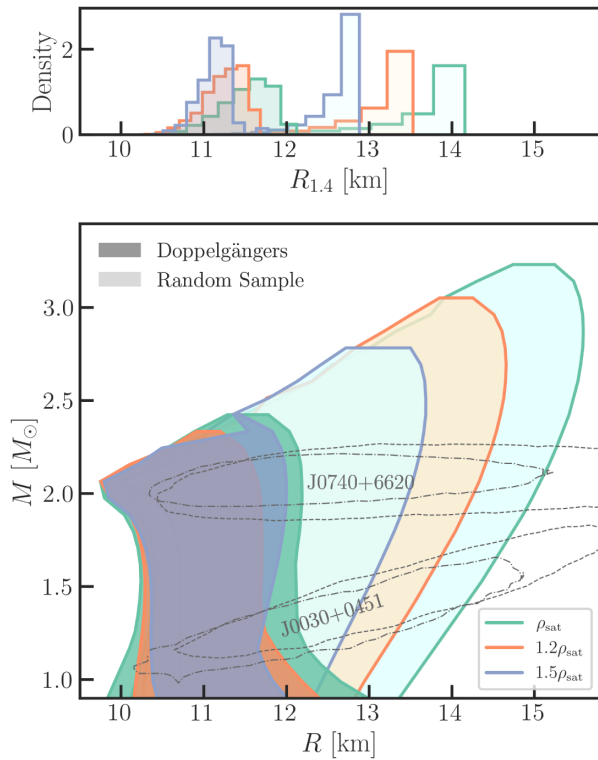 Density
2
0
10 11 12 13 14 15
R₁.₄ [km]
Doppelgängers
Random Sample
M [M☉]
3.0
2.5
2.0
1.5
1.0
J0740+6620
J0030+0451
ρsat
1.2ρsat
1.5ρsat
10 11 12 13 14 15
R [km]